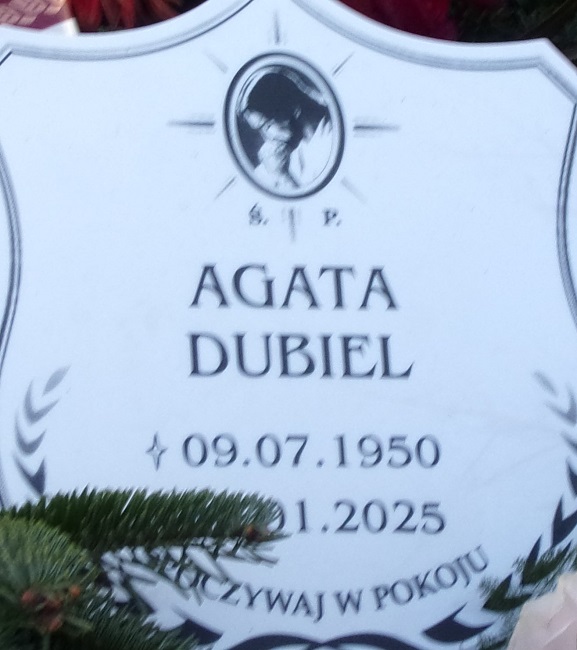 Ś. P.
AGATA
DUBIEL
09.07.1950
01.2025
W POKOJU